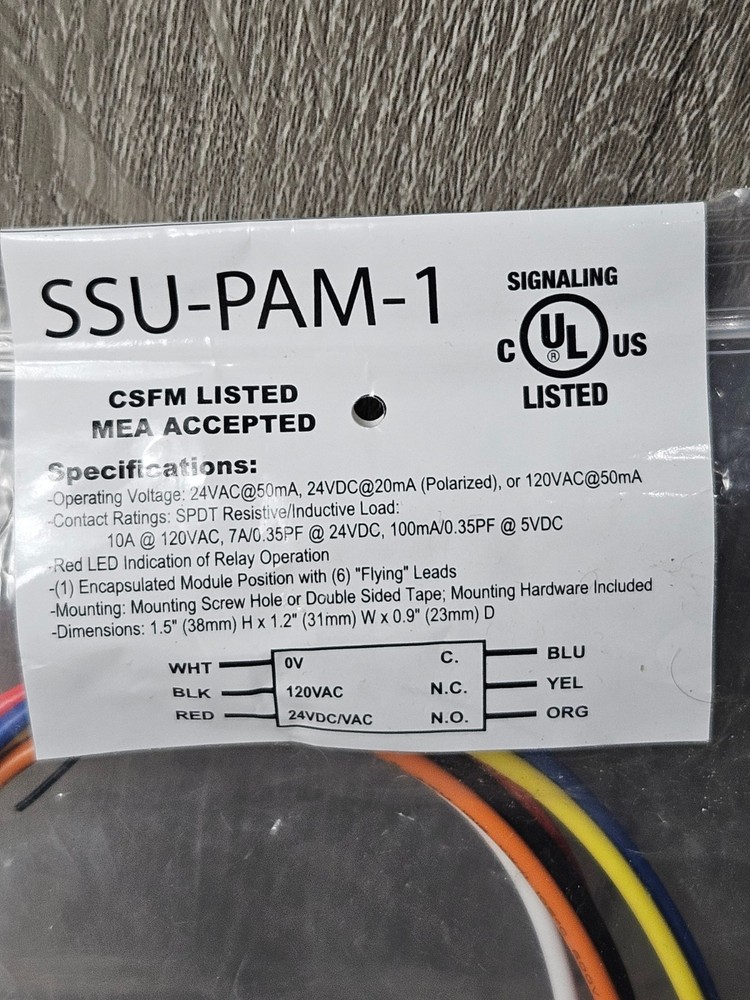 SSU-PAM-1
SIGNALING
C UL® US
LISTED
CSFM LISTED
MEA ACCEPTED
Specifications:
-Operating Voltage: 24VAC@50mA, 24VDC@20mA (Polarized), or 120VAC@50mA
-Contact Ratings: SPDT Resistive/Inductive Load:
10A @ 120VAC, 7A/0.35PF @ 24VDC, 100mA/0.35PF @ 5VDC
-Red LED Indication of Relay Operation
-(1) Encapsulated Module Position with (6) "Flying" Leads
-Mounting: Mounting Screw Hole or Double Sided Tape; Mounting Hardware Included
-Dimensions: 1.5" (38mm) H x 1.2" (31mm) W x 0.9" (23mm) D
WHT 0V C. BLU
BLK 120VAC N.C. YEL
RED 24VDC/VAC N.O. ORG